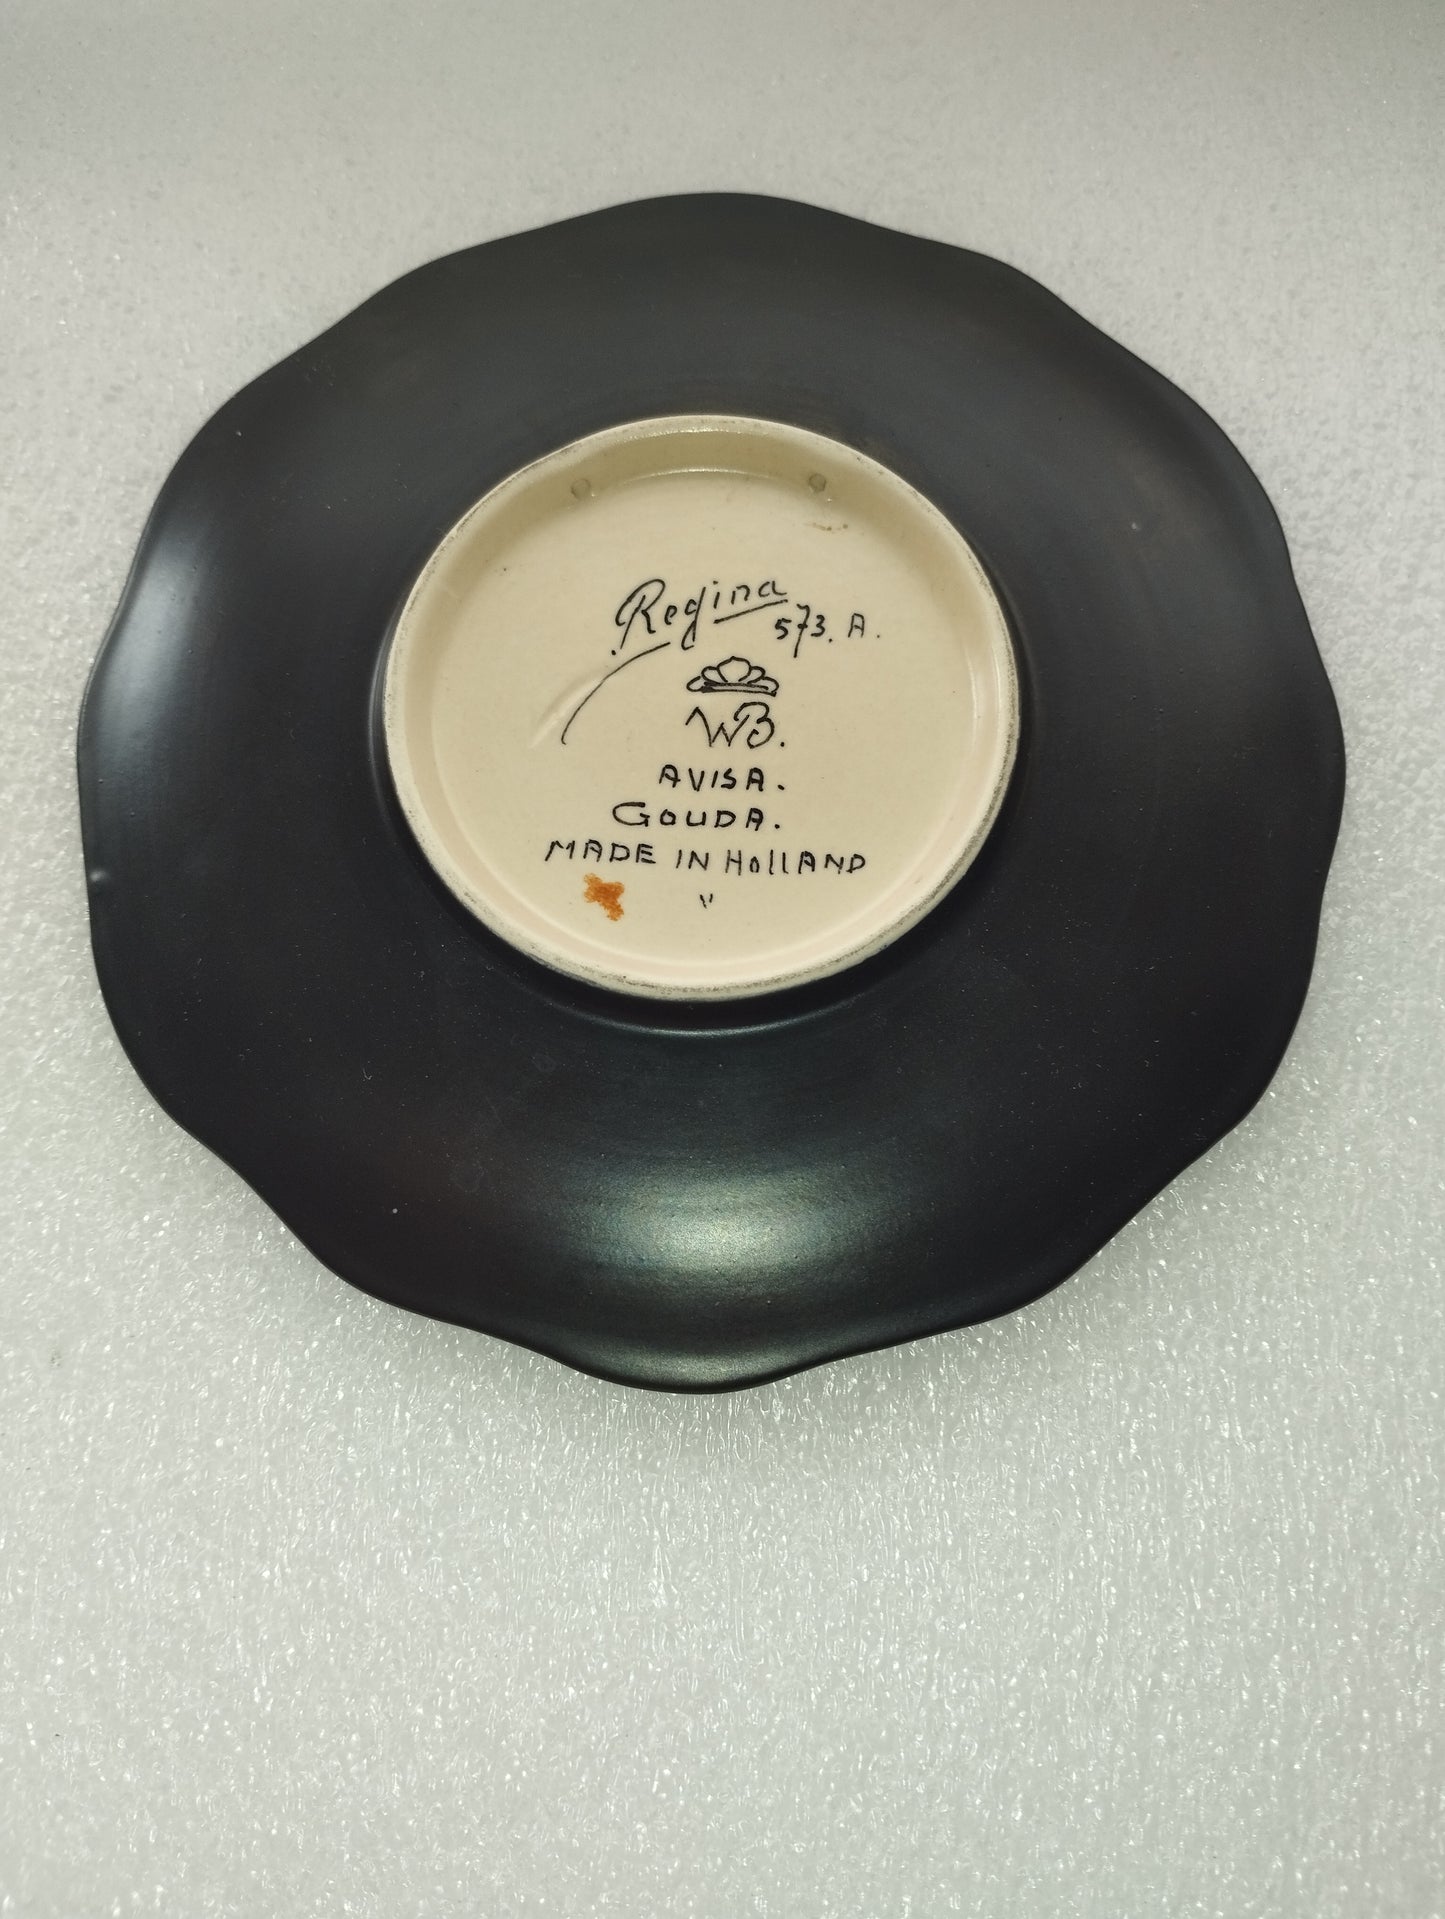 Regina
573. A.
WB.
AVISA.
GOUDA.
MADE IN HollAND
"